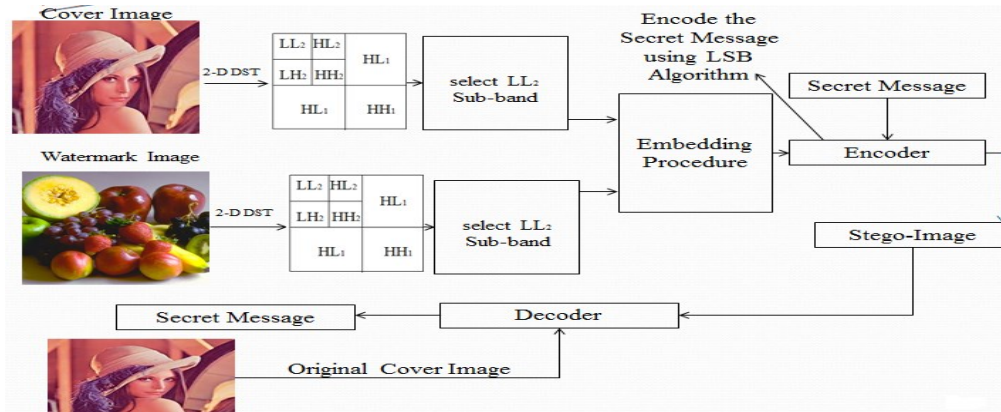 Cover Image
2-D DST
LL2 HL2
HL1
LH2 HH2
HL1 HH1
select LL2
Sub-band
Encode the
Secret Message
using LSB
Algorithm
Secret Message
Embedding
Procedure
Encoder
Watermark Image
2-D DST
LL2 HL2
HL1
LH2 HH2
HL1 HH1
select LL2
Sub-band
Stego-Image
Secret Message
Decoder
Original Cover Image